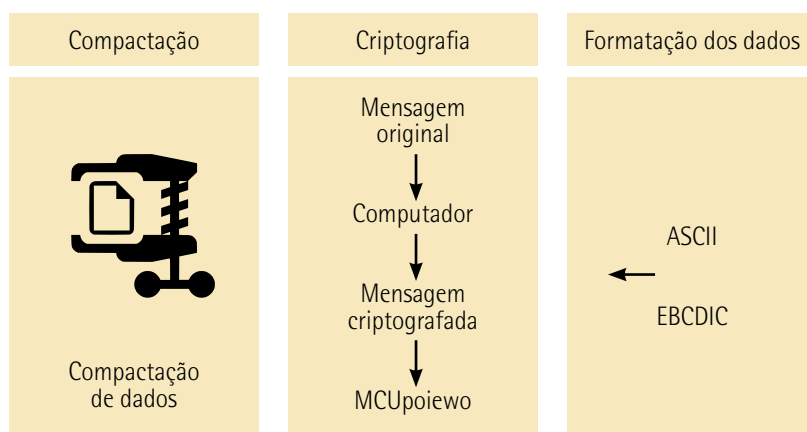 Compactação
Compactação
de dados
Criptografia
Mensagem
original
Computador
Mensagem
criptografada
MCUpoiewo
Formatação dos dados
ASCII
EBCDIC